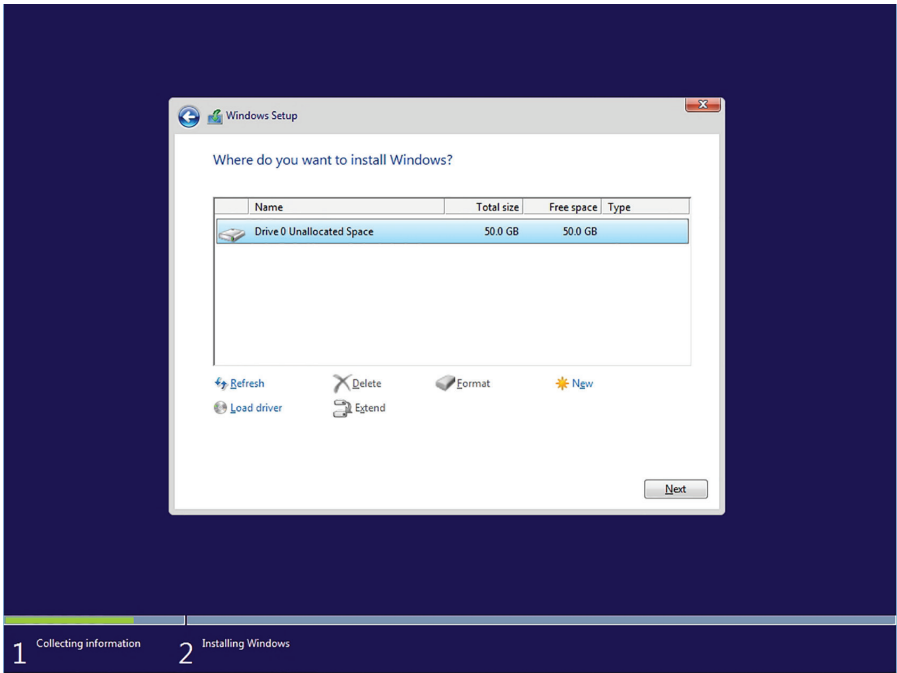 Windows Setup
Where do you want to install Windows?
Name Total size Free space Type
Drive 0 Unallocated Space 50.0 GB 50.0 GB
Refresh Delete Format New
Load driver Extend
Next
1 Collecting information 2 Installing Windows